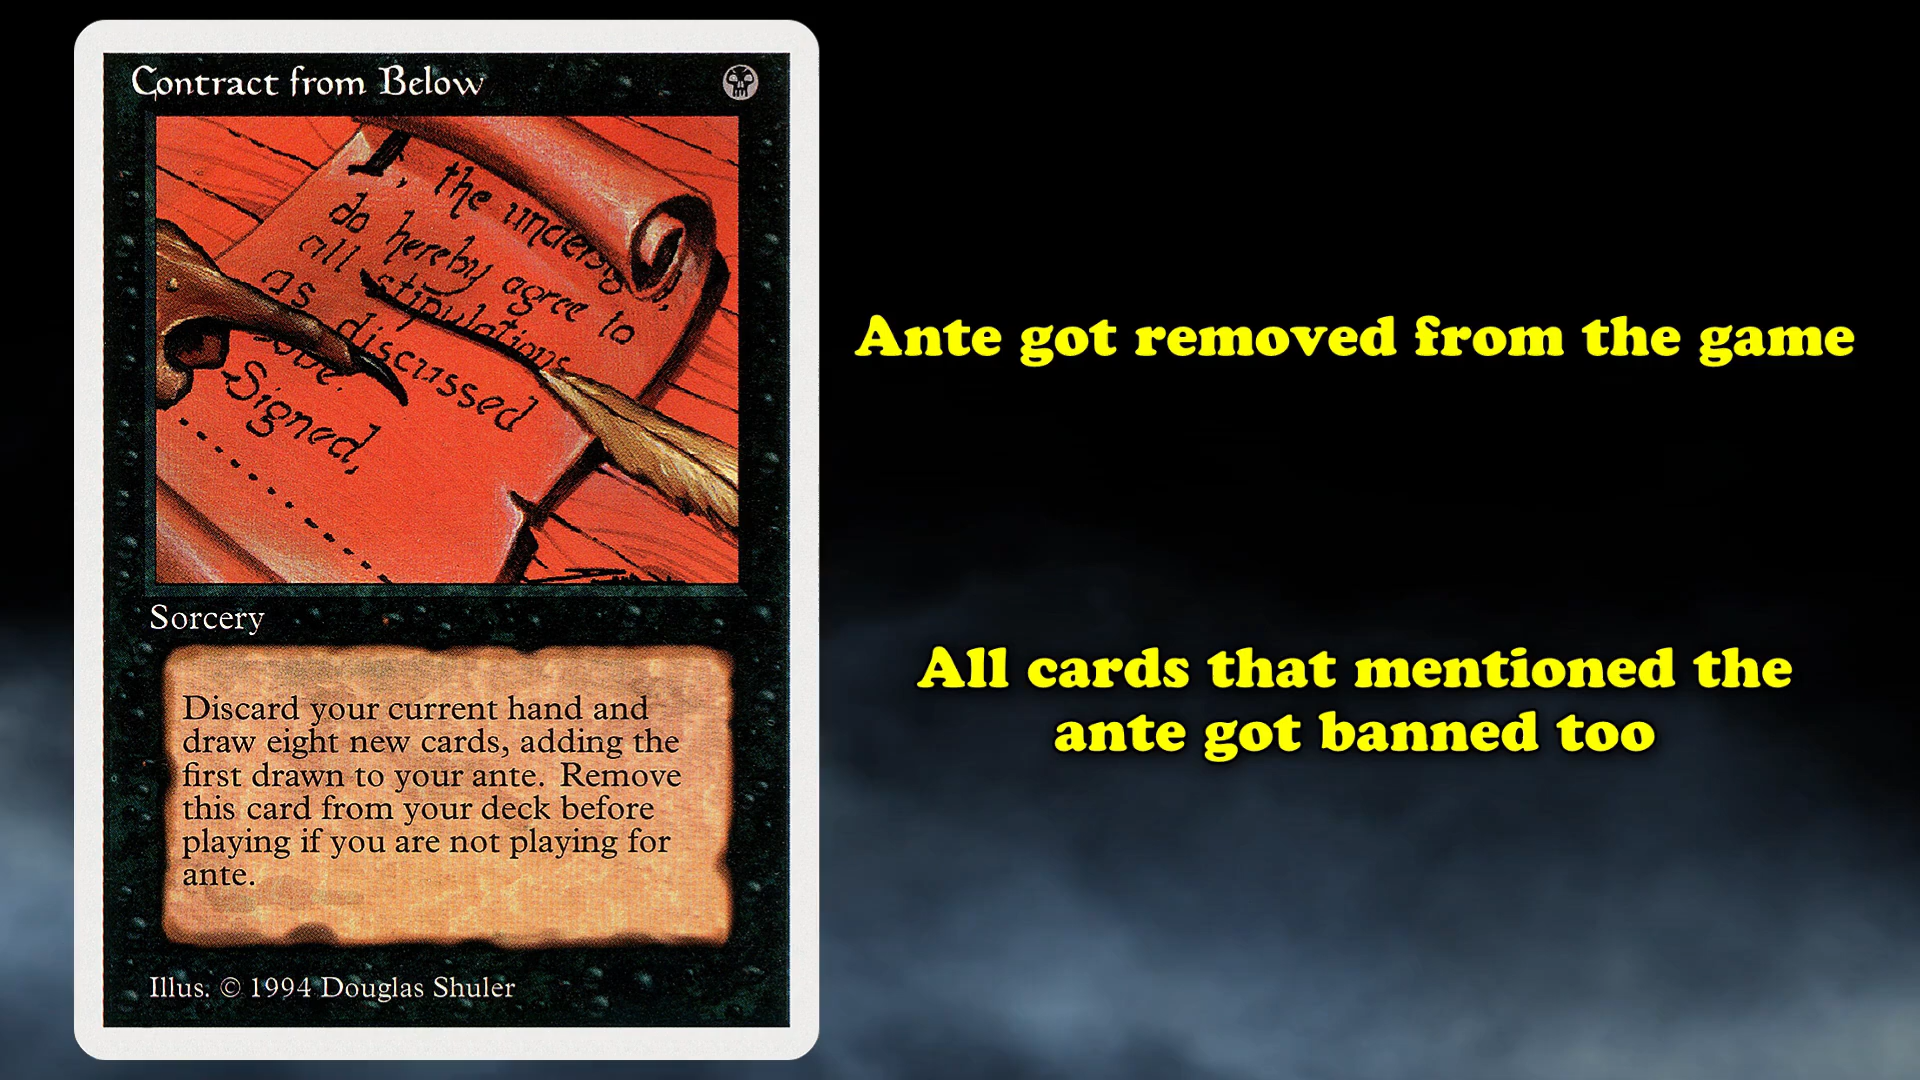 Contract from Below
I, the undersig
do hereby agree to
all stipulations
as discussed
Signed,
Sorcery
Discard your current hand and
draw eight new cards, adding the
first drawn to your ante. Remove
this card from your deck before
playing if you are not playing for
ante.
Illus. © 1994 Douglas Shuler
Ante got removed from the game
All cards that mentioned the
ante got banned too